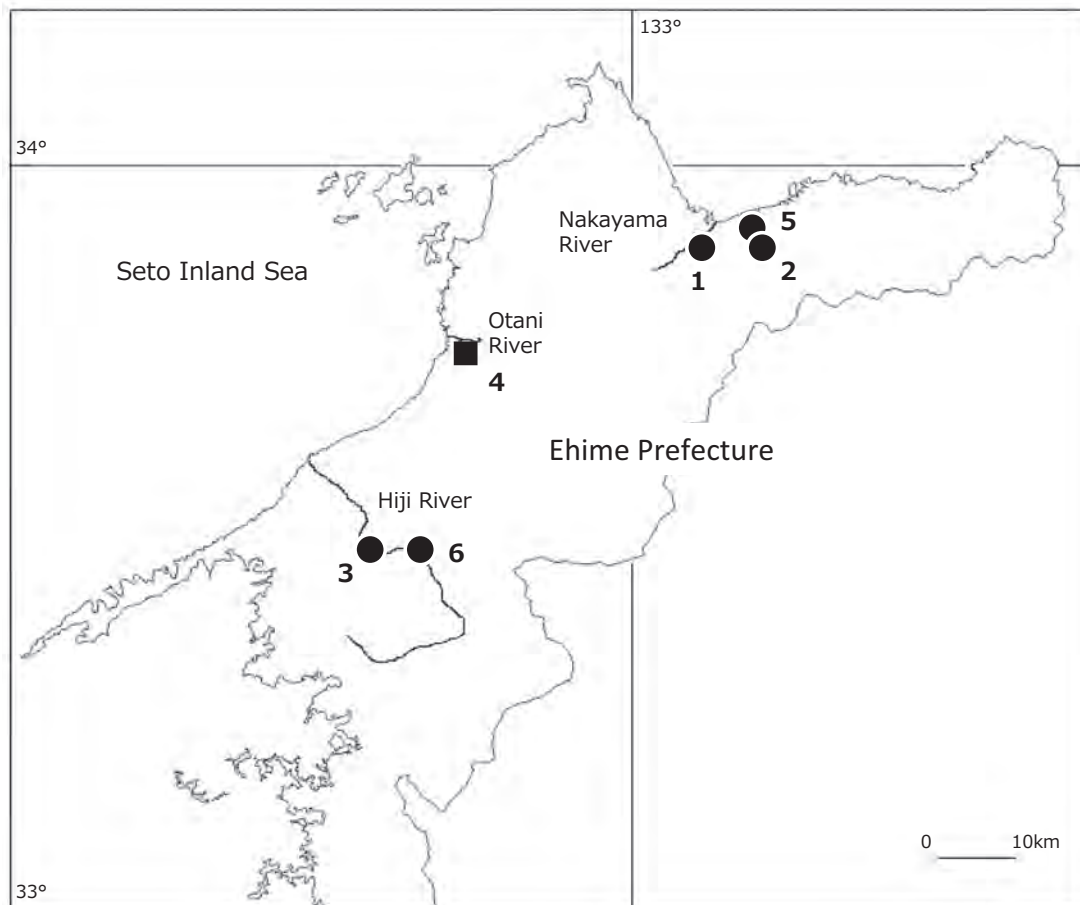 133°
34°
Nakayama
River
5
2
1
Seto Inland Sea
Otani
River
4
Ehime Prefecture
Hiji River
3
6
0 10km
33°